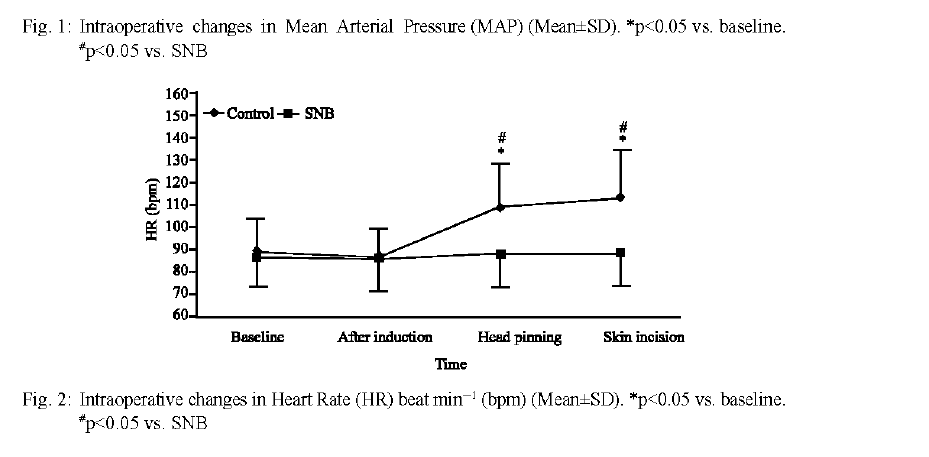 Fig. 1: Intraoperative changes in Mean Arterial Pressure (MAP) (Mean±SD). *p<0.05 vs. baseline.
#p<0.05 vs. SNB
160
150
Control
SNB
140
#
#
*
*
130
120
110
100
90
80
70
60
HR (bpm)
Baseline
After induction
Head pinning
Skin incision
Time
Fig. 2: Intraoperative changes in Heart Rate (HR) beat min⁻¹ (bpm) (Mean±SD). *p<0.05 vs. baseline.
#p<0.05 vs. SNB